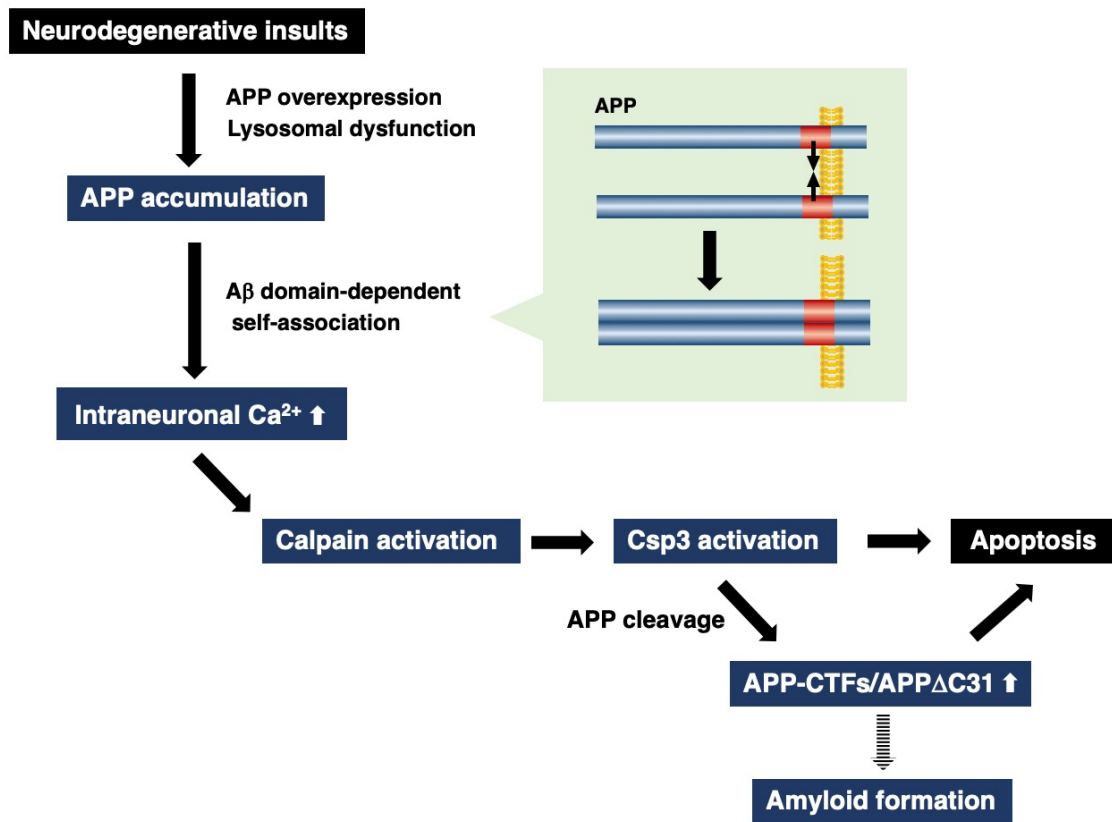 Neurodegenerative insults
APP overexpression
Lysosomal dysfunction
APP
APP accumulation
Aβ domain-dependent
self-association
Intraneuronal Ca²⁺ ⬆
Calpain activation
Csp3 activation
Apoptosis
APP cleavage
APP-CTFs/APPΔC31 ⬆
Amyloid formation